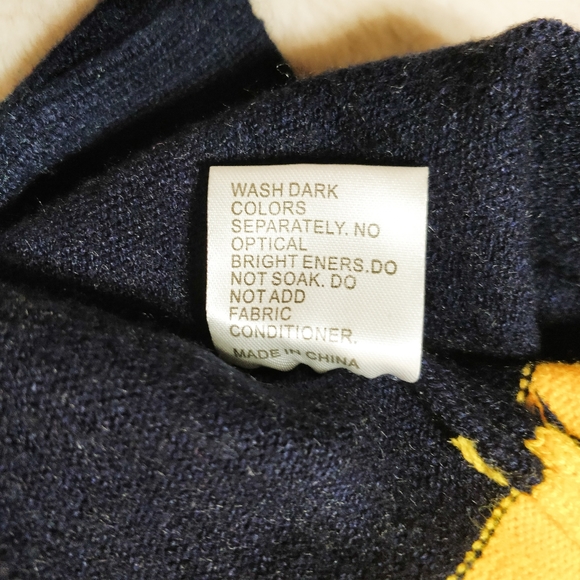 WASH DARK
COLORS
SEPARATELY. NO
OPTICAL
BRIGHT ENERS.DO
NOT SOAK. DO
NOT ADD
FABRIC
CONDITIONER.
MADE IN CHINA